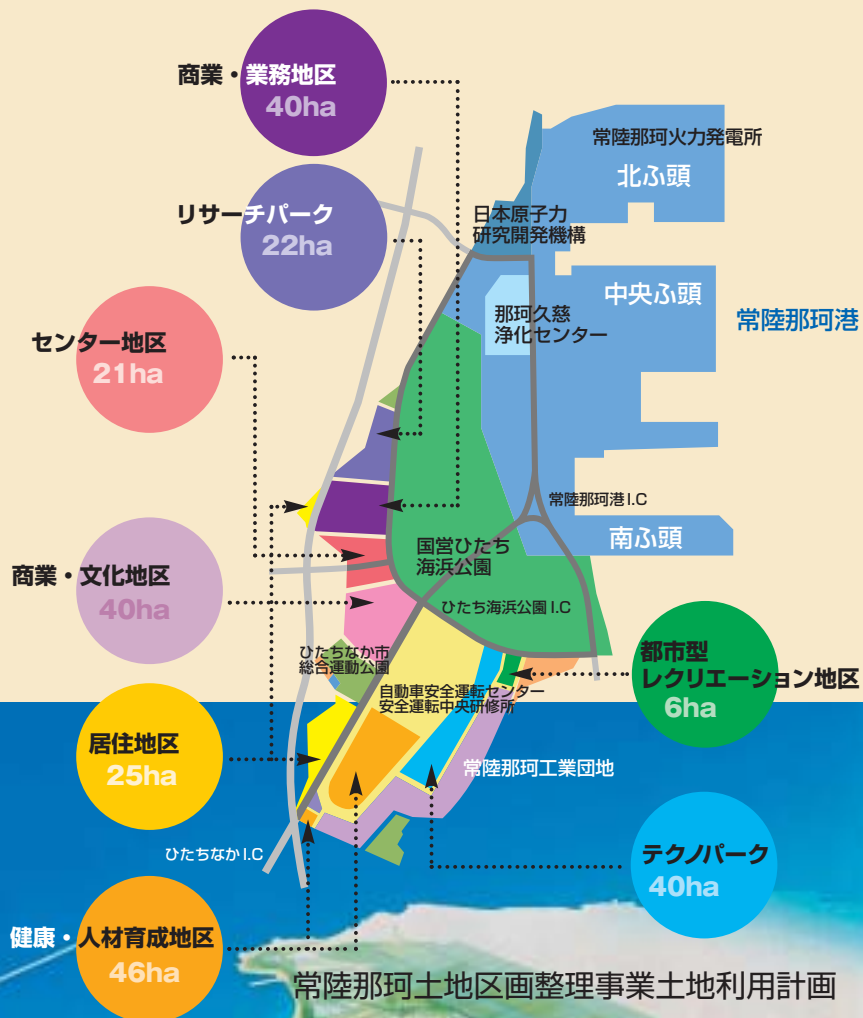 商業・業務地区
40ha
リサーチパーク
22ha
センター地区
21ha
商業・文化地区
40ha
居住地区
25ha
健康・人材育成地区
46ha
常陸那珂火力発電所
北ふ頭
日本原子力
研究開発機構
中央ふ頭
那珂久慈
浄化センター
常陸那珂港
常陸那珂港I.C
南ふ頭
国営ひたち
海浜公園
ひたち海浜公園I.C
ひたちなか市
総合運動公園
自動車安全運転センター
安全運転中央研修所
都市型
レクリエーション地区
6ha
常陸那珂工業団地
ひたちなかI.C
テクノパーク
40ha
常陸那珂土地区画整理事業土地利用計画